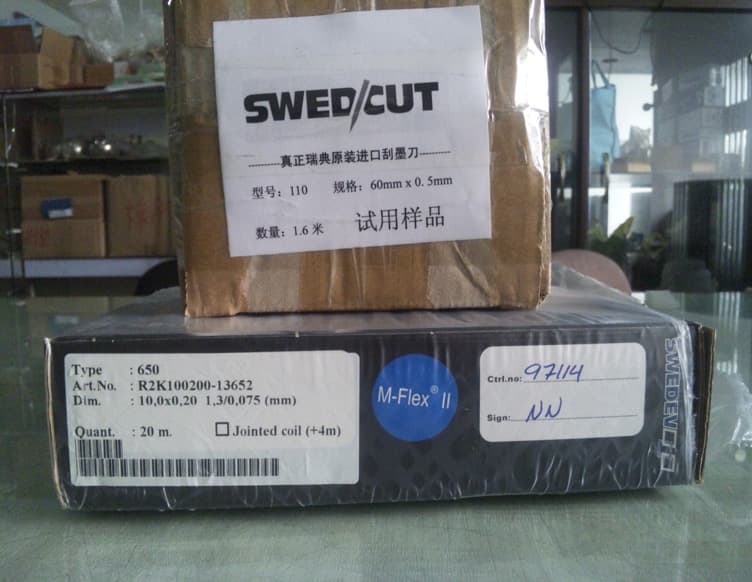 SWED/CUT
----------真正瑞典原装进口刮墨刀----------
型号：110 规格：60mm x 0.5mm
数量：1.6 米 试用样品
Type : 650
Art.No. : R2K100200-13652
Dim. : 10,0x0,20 1,3/0,075 (mm)
Quant. : 20 m. Jointed coil (+4m)
M-Flex® II
Ctrl.no: 97114
Sign: NN
SWEDEV